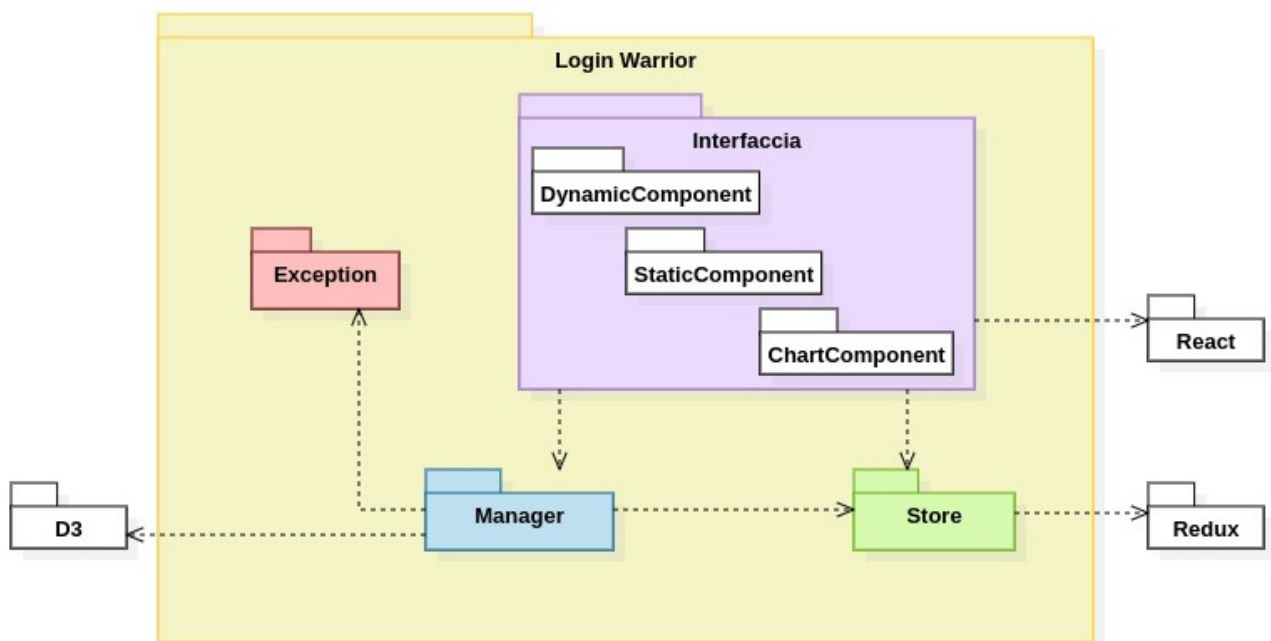 Login Warrior
Interfaccia
DynamicComponent
Exception
StaticComponent
React
ChartComponent
D3
Manager
Store
Redux